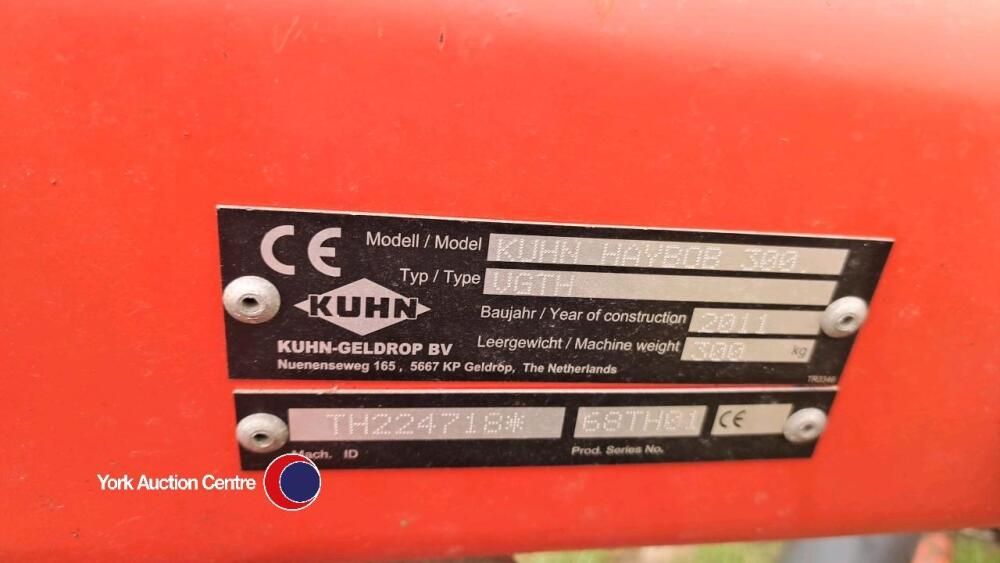 CE
Modell / Model KUHN HAYBOB 300.
Typ / Type VGTH
KUHN
Baujahr / Year of construction 2011
KUHN-GELDROP BV
Leergewicht / Machine weight 300 kg
Nuenenseweg 165 , 5667 KP Geldrop, The Netherlands
TR3346
TH224718* 68TH01 CE
Mach. ID Prod. Series No.
York Auction Centre